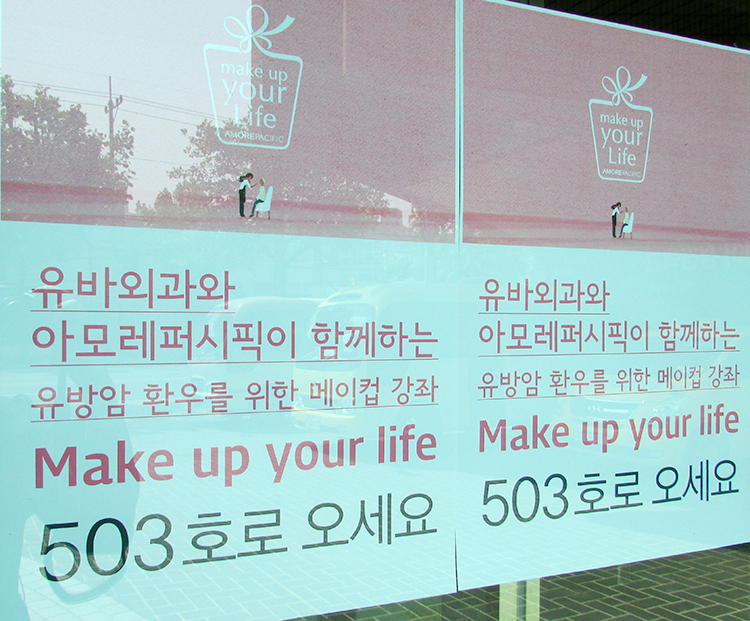 make up
your
Life
AMOREPACIFIC
유바외과와
아모레퍼시픽이 함께하는
유방암 환우를 위한 메이컵 강좌
Make up your life
503호로 오세요
make up
your
Life
AMOREPACIFIC
유바외과와
아모레퍼시픽이 함께하는
유방암 환우를 위한 메이컵 강좌
Make up your life
503호로 오세요